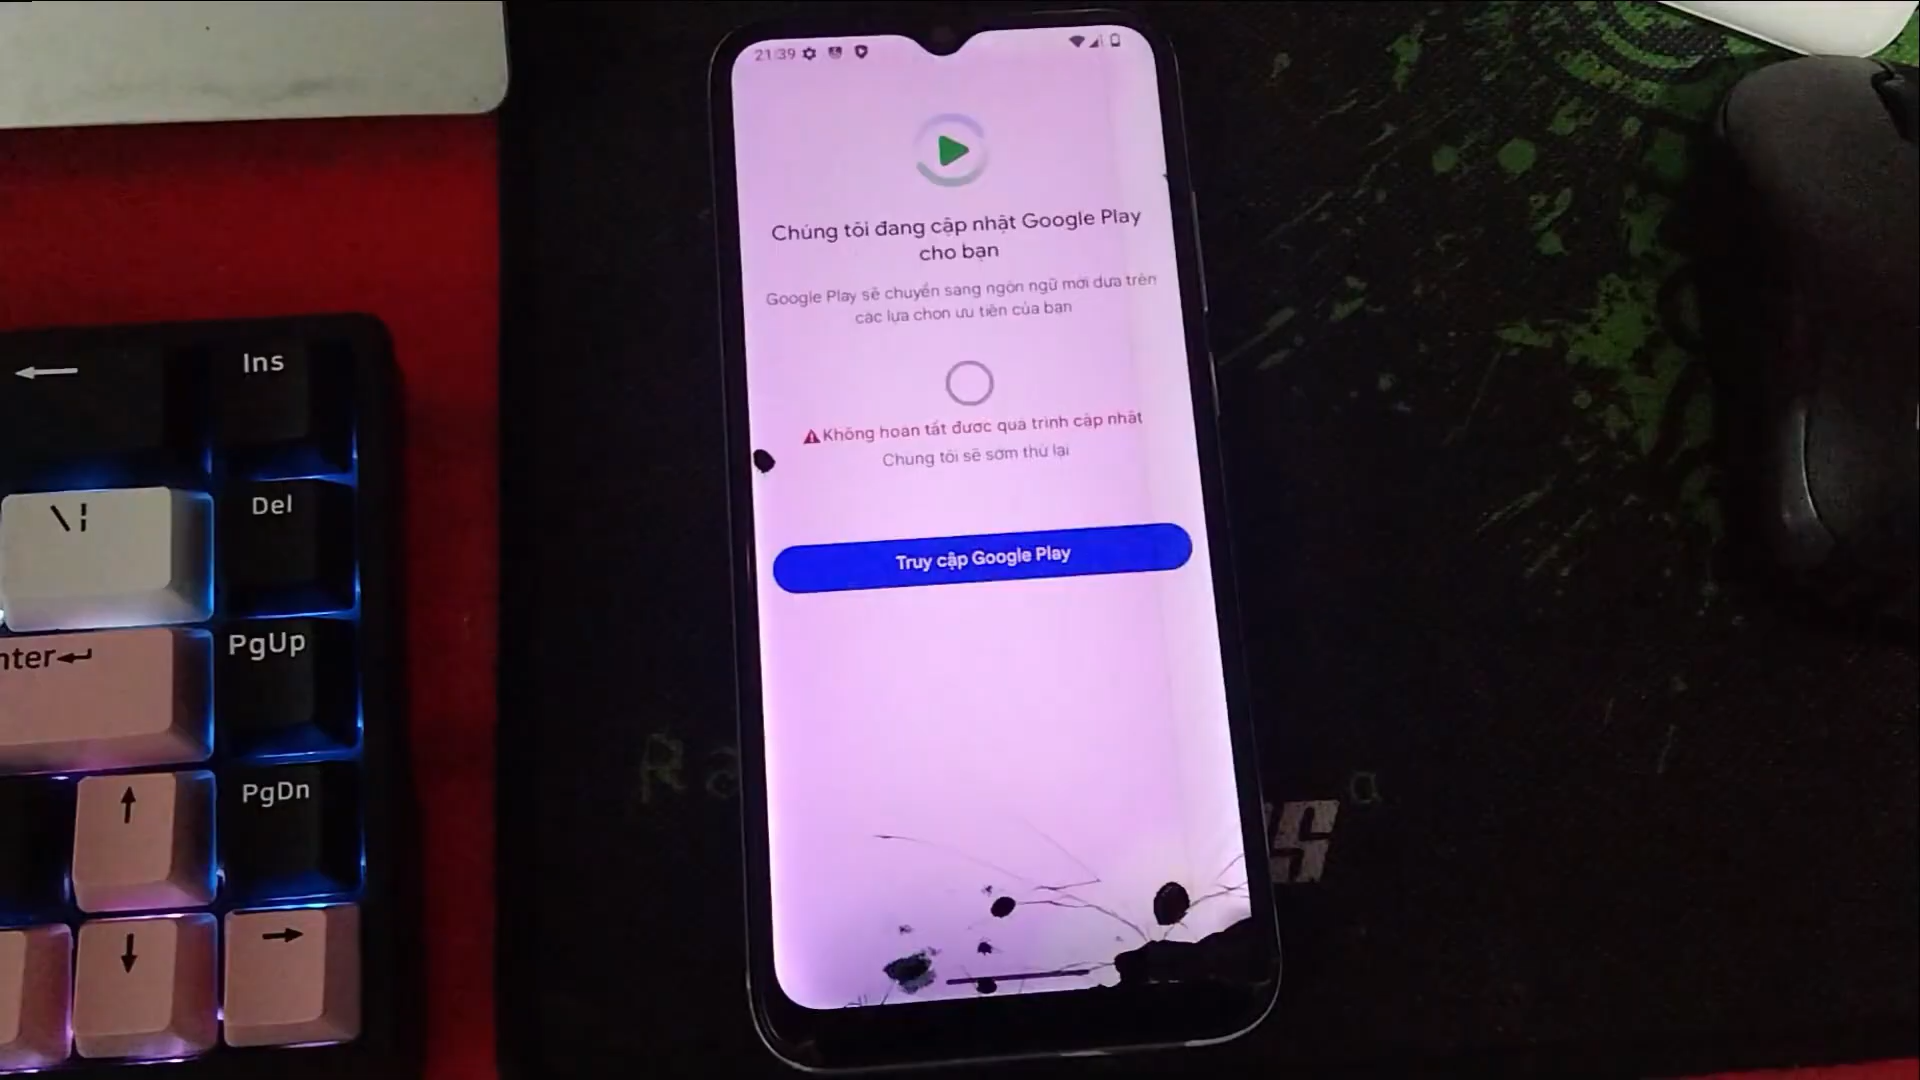 21:39
Chúng tôi đang cập nhật Google Play
cho bạn
Google Play sẽ chuyển sang ngôn ngữ mới dựa trên
các lựa chọn ưu tiên của bạn
Không hoàn tất được quá trình cập nhật
Chúng tôi sẽ sớm thử lại
Truy cập Google Play
Ins
\¦
Del
nter
PgUp
PgDn